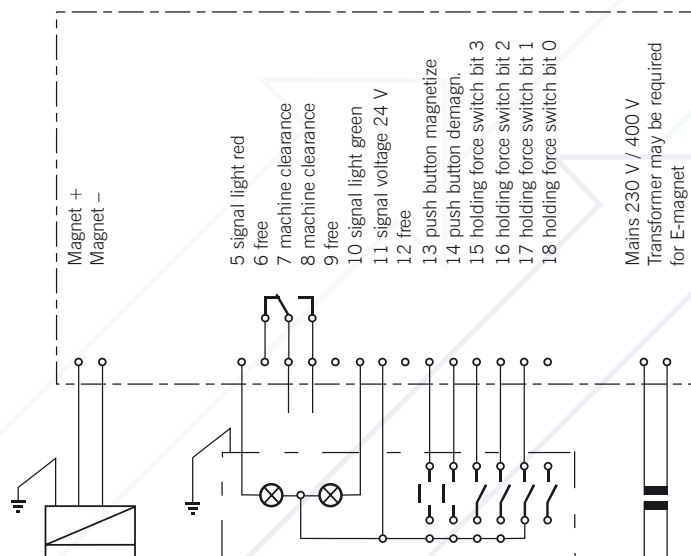 Magnet +
Magnet –
5 signal light red
6 free
7 machine clearance
8 machine clearance
9 free
10 signal light green
11 signal voltage 24 V
12 free
13 push button magnetize
14 push button demagn.
15 holding force switch bit 3
16 holding force switch bit 2
17 holding force switch bit 1
18 holding force switch bit 0
Mains 230 V / 400 V
Transformer may be required
for E-magnet